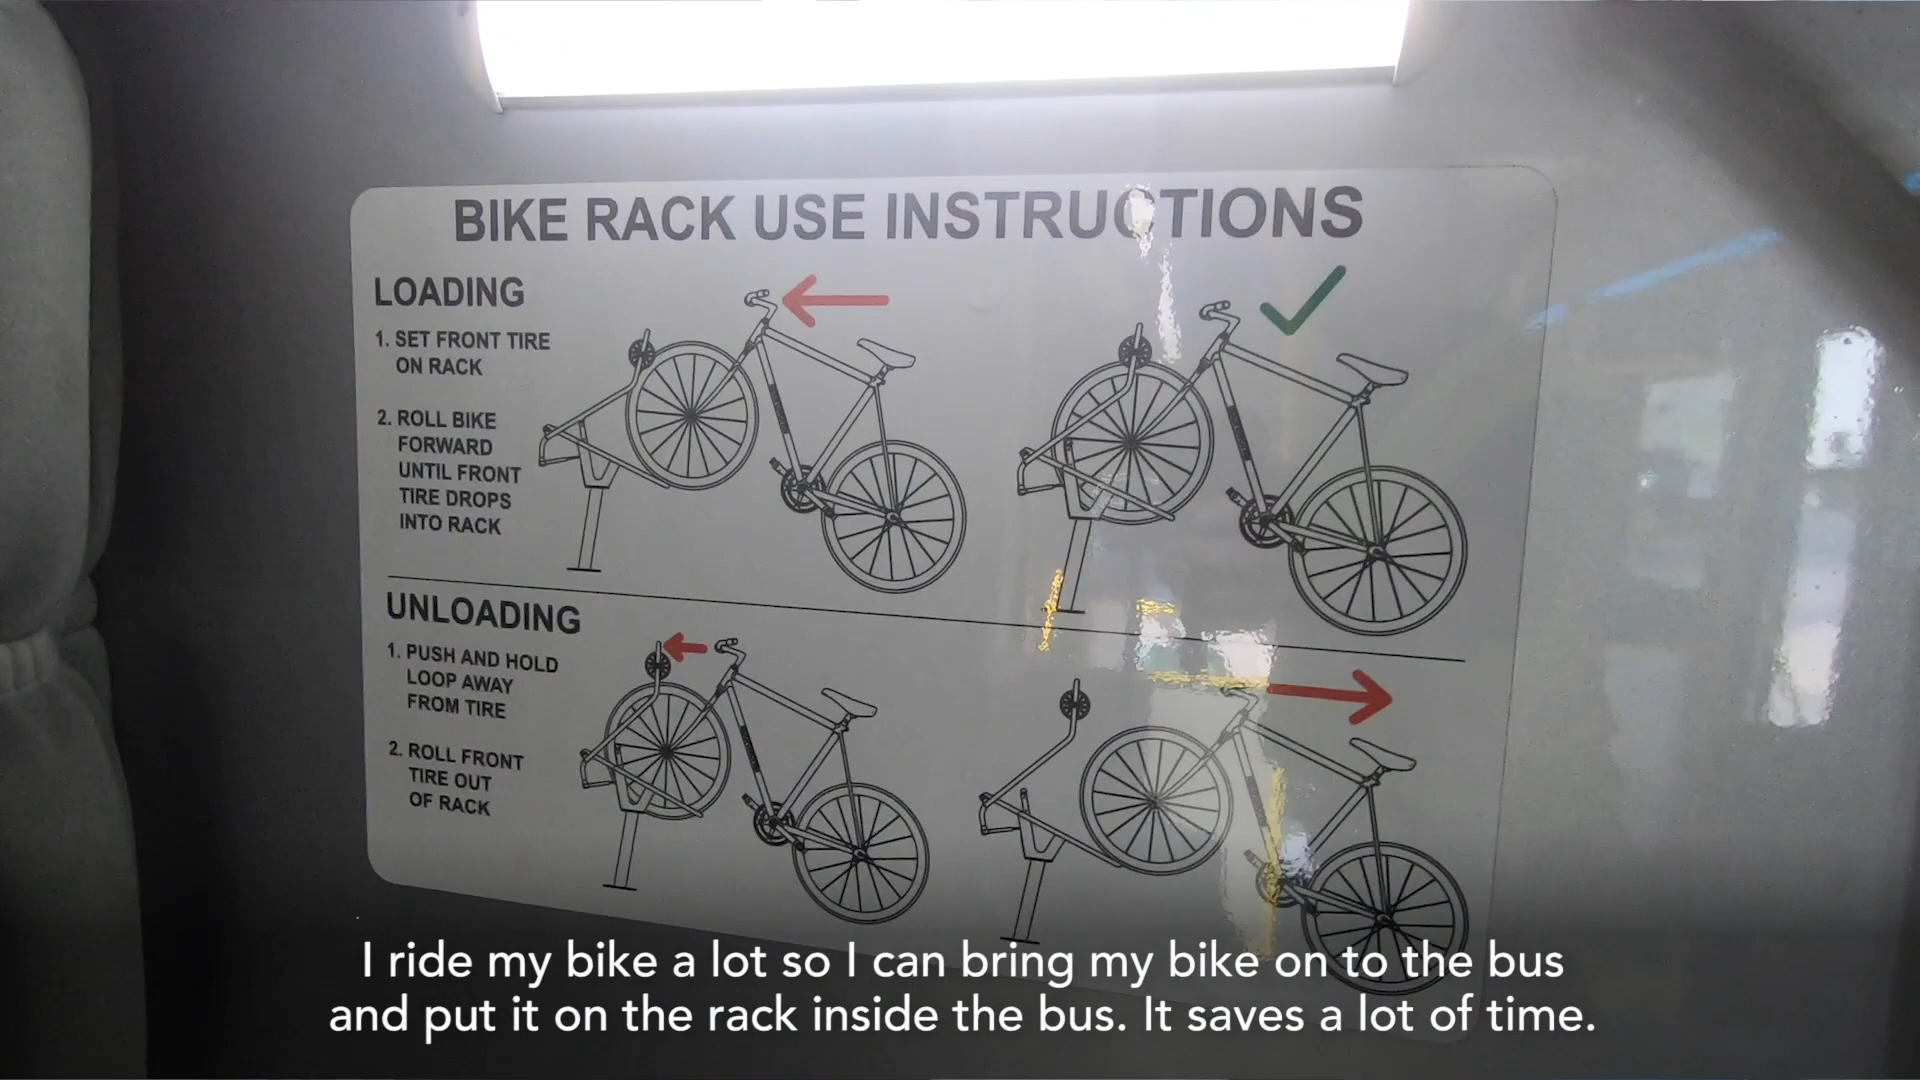 BIKE RACK USE INSTRUCTIONS
LOADING
1. SET FRONT TIRE
ON RACK
2. ROLL BIKE
FORWARD
UNTIL FRONT
TIRE DROPS
INTO RACK
UNLOADING
1. PUSH AND HOLD
LOOP AWAY
FROM TIRE
2. ROLL FRONT
TIRE OUT
OF RACK
I ride my bike a lot so I can bring my bike on to the bus
and put it on the rack inside the bus. It saves a lot of time.